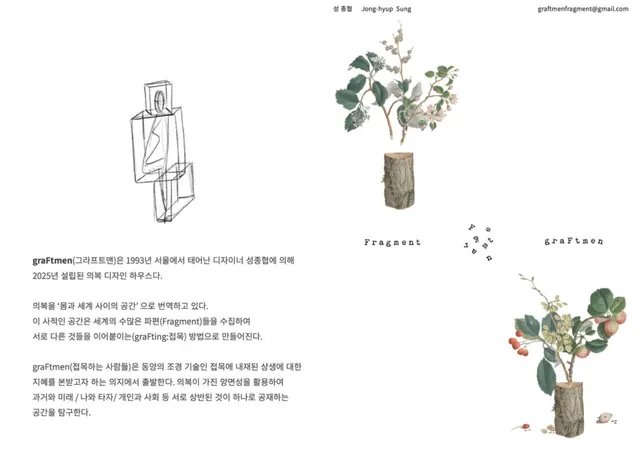 성 종협 Jong-hyup Sung
graftmenfragment@gmail.com
Fragment
Fragment
graFtmen
graFtmen(그라프트맨)은 1993년 서울에서 태어난 디자이너 성종협에 의해
2025년 설립된 의복 디자인 하우스다.
의복을 ‘몸과 세계 사이의 공간’ 으로 번역하고 있다.
이 사적인 공간은 세계의 수많은 파편(Fragment)들을 수집하여
서로 다른 것들을 이어붙이는(graFting;접목) 방법으로 만들어진다.
graFtmen(접목하는 사람들)은 동양의 조경 기술인 접목에 내재된 상생에 대한
지혜를 본받고자 하는 의지에서 출발한다. 의복이 가진 양면성을 활용하여
과거와 미래 / 나와 타자/ 개인과 사회 등 서로 상반된 것이 하나로 공재하는
공간을 탐구한다.